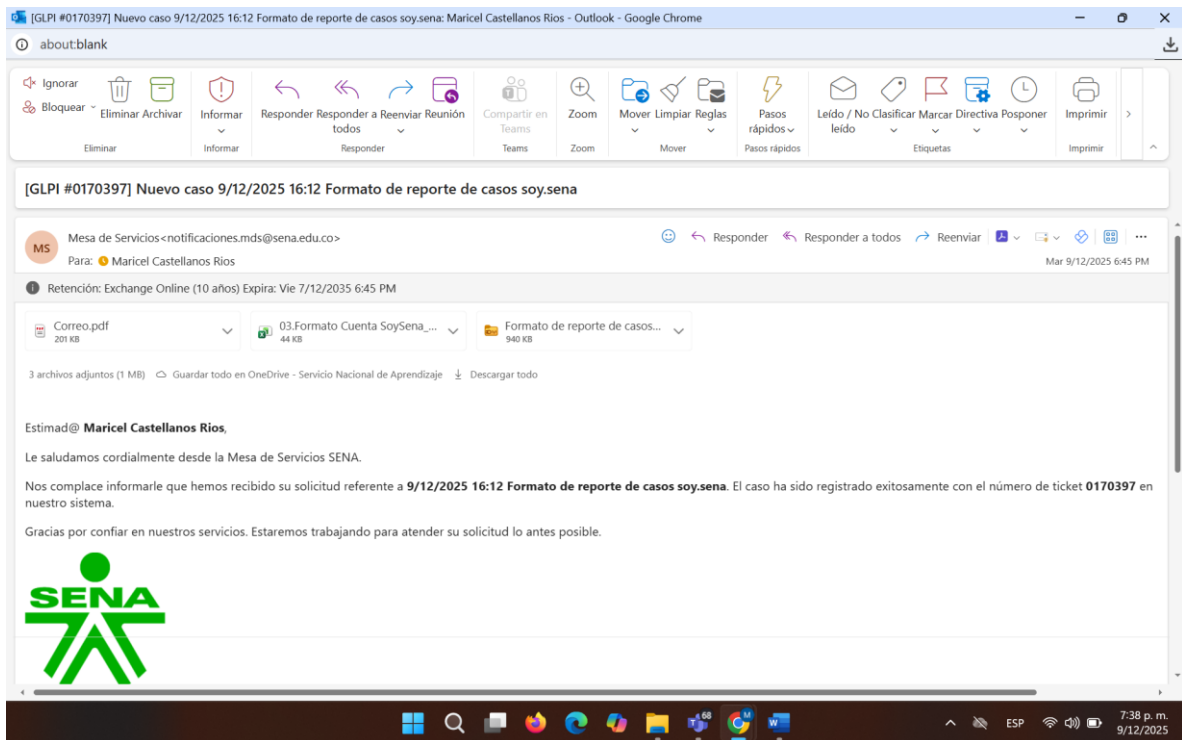 [GLPI #0170397] Nuevo caso 9/12/2025 16:12 Formato de reporte de casos soy.sena: Maricel Castellanos Rios - Outlook - Google Chrome
about:blank
Ignorar
Bloquear
Eliminar Archivar
Eliminar
Informar
Informar
Responder Responder a todos Reenviar Reunión
Responder
Compartir en Teams
Teams
Zoom
Zoom
Mover Limpiar Reglas
Mover
Pasos rápidos
Pasos rápidos
Leído / No leído Clasificar Marcar Directiva Posponer
Etiquetas
Imprimir
Imprimir
[GLPI #0170397] Nuevo caso 9/12/2025 16:12 Formato de reporte de casos soy.sena
MS
Mesa de Servicios<notificaciones.mds@sena.edu.co>
Responder Responder a todos Reenviar
Para: Maricel Castellanos Rios
Mar 9/12/2025 6:45 PM
Retención: Exchange Online (10 años) Expira: Vie 7/12/2035 6:45 PM
Correo.pdf
201 KB
03.Formato Cuenta SoySena_...
44 KB
Formato de reporte de casos...
940 KB
3 archivos adjuntos (1 MB) Guardar todo en OneDrive - Servicio Nacional de Aprendizaje Descargar todo
Estimad@ Maricel Castellanos Rios,
Le saludamos cordialmente desde la Mesa de Servicios SENA.
Nos complace informarle que hemos recibido su solicitud referente a 9/12/2025 16:12 Formato de reporte de casos soy.sena. El caso ha sido registrado exitosamente con el número de ticket 0170397 en
nuestro sistema.
Gracias por confiar en nuestros servicios. Estaremos trabajando para atender su solicitud lo antes posible.
SENA
68
M
ESP
7:38 p. m.
9/12/2025